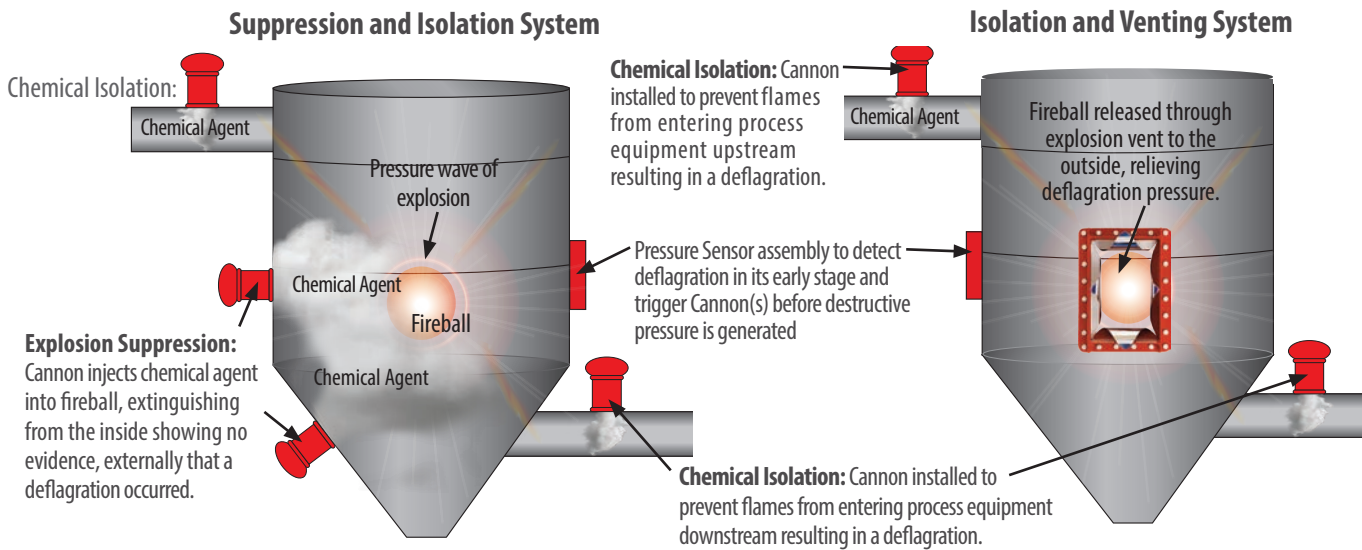 Suppression and Isolation System
Isolation and Venting System
Chemical Isolation:
Chemical Agent
Pressure wave of
explosion
Chemical Agent
Fireball
Chemical Agent
Explosion Suppression:
Cannon injects chemical agent
into fireball, extinguishing
from the inside showing no
evidence, externally that a
deflagration occurred.
Chemical Isolation: Cannon
installed to prevent flames
from entering process
equipment upstream
resulting in a deflagration.
Pressure Sensor assembly to detect
deflagration in its early stage and
trigger Cannon(s) before destructive
pressure is generated
Chemical Isolation: Cannon installed to
prevent flames from entering process equipment
downstream resulting in a deflagration.
Chemical Agent
Fireball released through
explosion vent to the
outside, relieving
deflagration pressure.